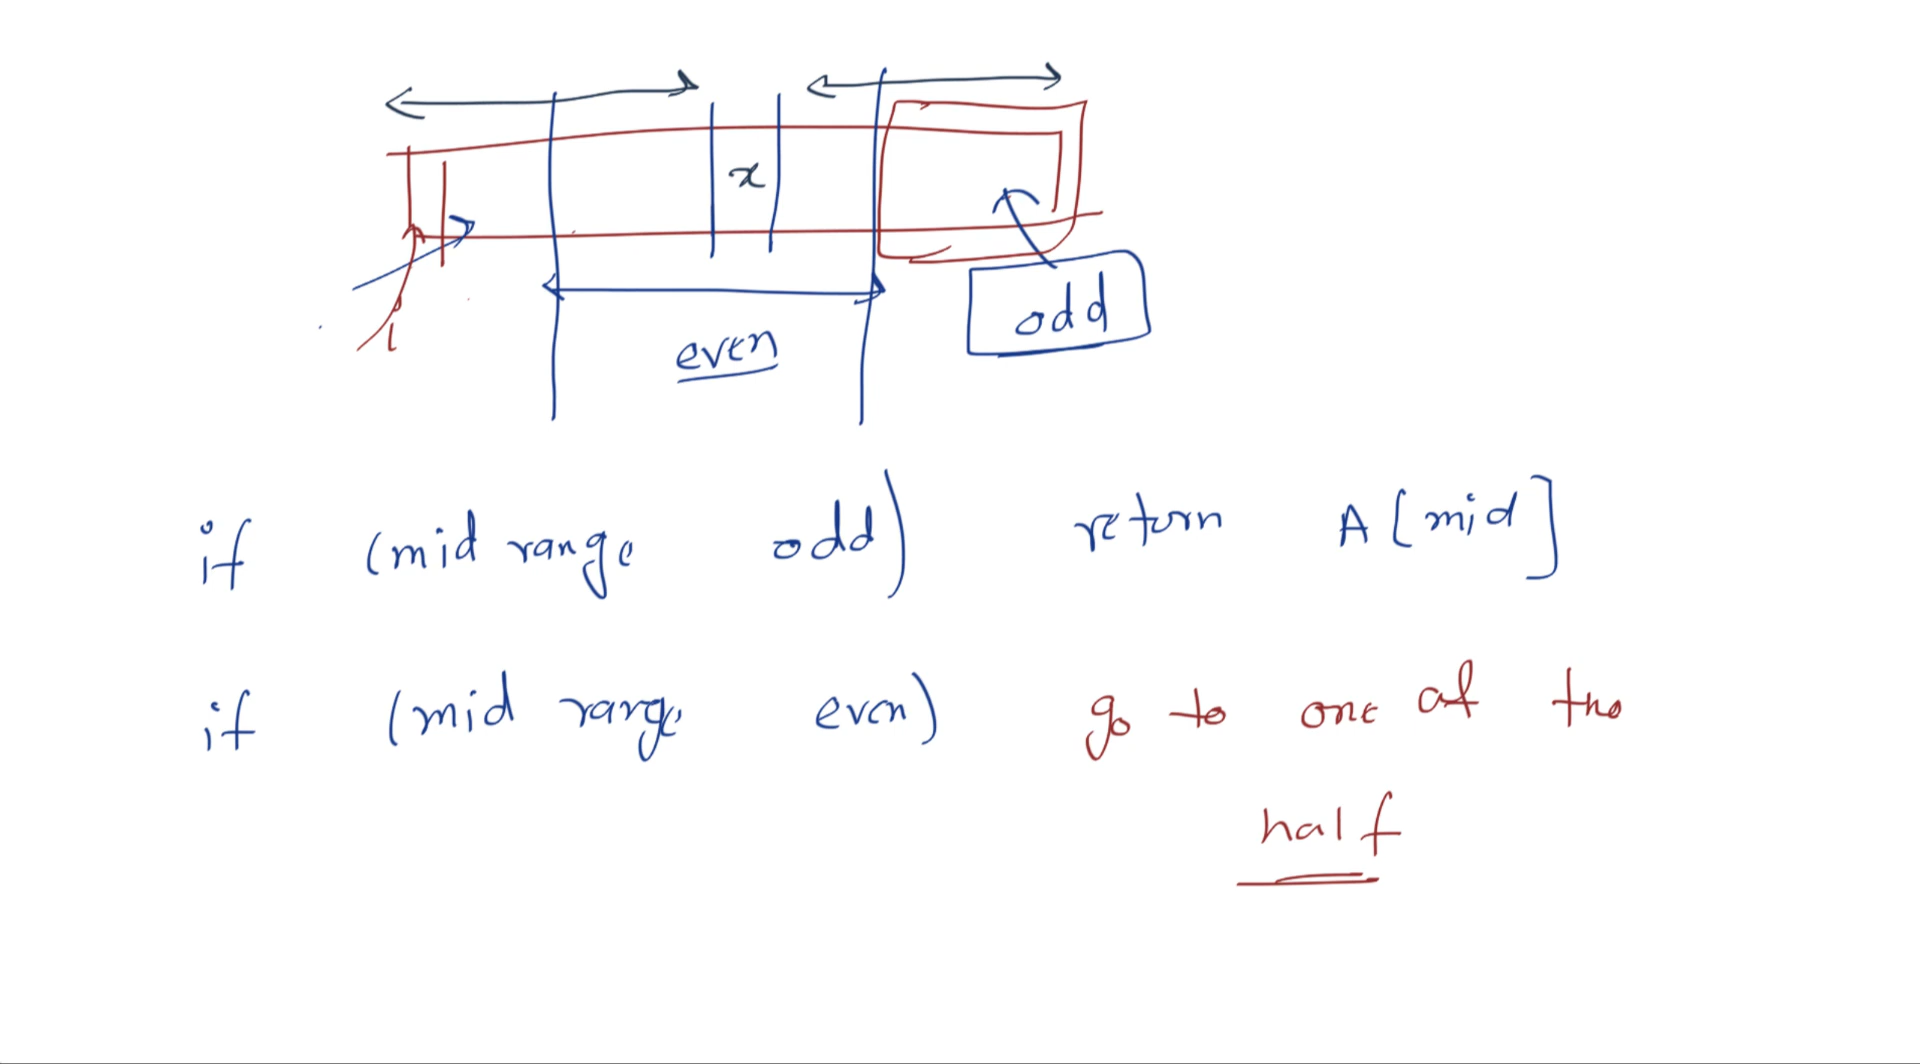 x
l
even
odd
if (mid range odd) return A[mid]
if (mid range even) go to one of the
half